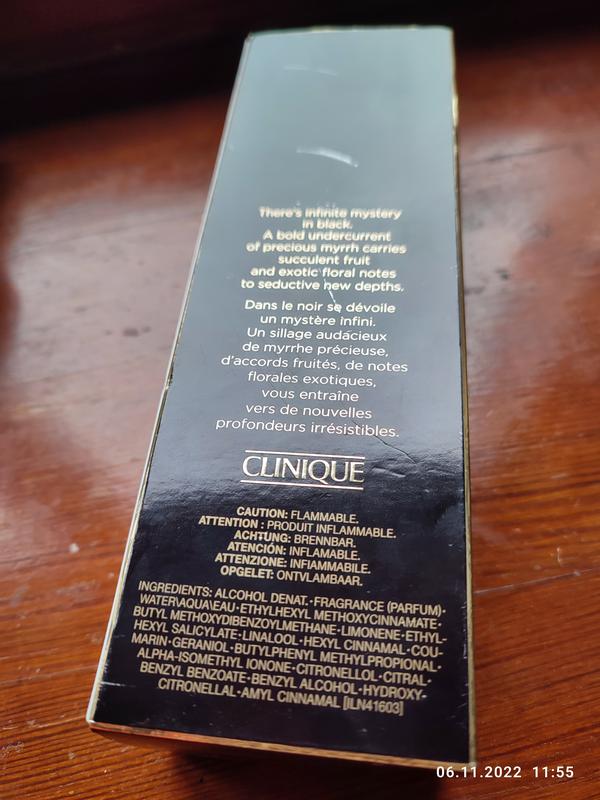 There's infinite mystery
in black.
A bold undercurrent
of precious myrrh carries
succulent fruit
and exotic floral notes
to seductive new depths.
Dans le noir se dévoile
un mystère infini.
Un sillage audacieux
de myrrhe précieuse,
d'accords fruités, de notes
florales exotiques,
vous entraîne
vers de nouvelles
profondeurs irrésistibles.
CLINIQUE
CAUTION: FLAMMABLE.
ATTENTION : PRODUIT INFLAMMABLE.
ACHTUNG: BRENNBAR.
ATENCIÓN: INFLAMABLE.
ATTENZIONE: INFIAMMABILE.
OPGELET: ONTVLAMBAAR.
INGREDIENTS: ALCOHOL DENAT.·FRAGRANCE (PARFUM)·
WATER\AQUA\EAU·ETHYLHEXYL METHOXYCINNAMATE·
BUTYL METHOXYDIBENZOYLMETHANE·LIMONENE·ETHYL-
HEXYL SALICYLATE·LINALOOL·HEXYL CINNAMAL·COU-
MARIN·GERANIOL·BUTYLPHENYL METHYLPROPIONAL·
ALPHA-ISOMETHYL IONONE·CITRONELLOL·CITRAL·
BENZYL BENZOATE·BENZYL ALCOHOL·HYDROXY-
CITRONELLAL·AMYL CINNAMAL [ILN41603]
06.11.2022 11:55